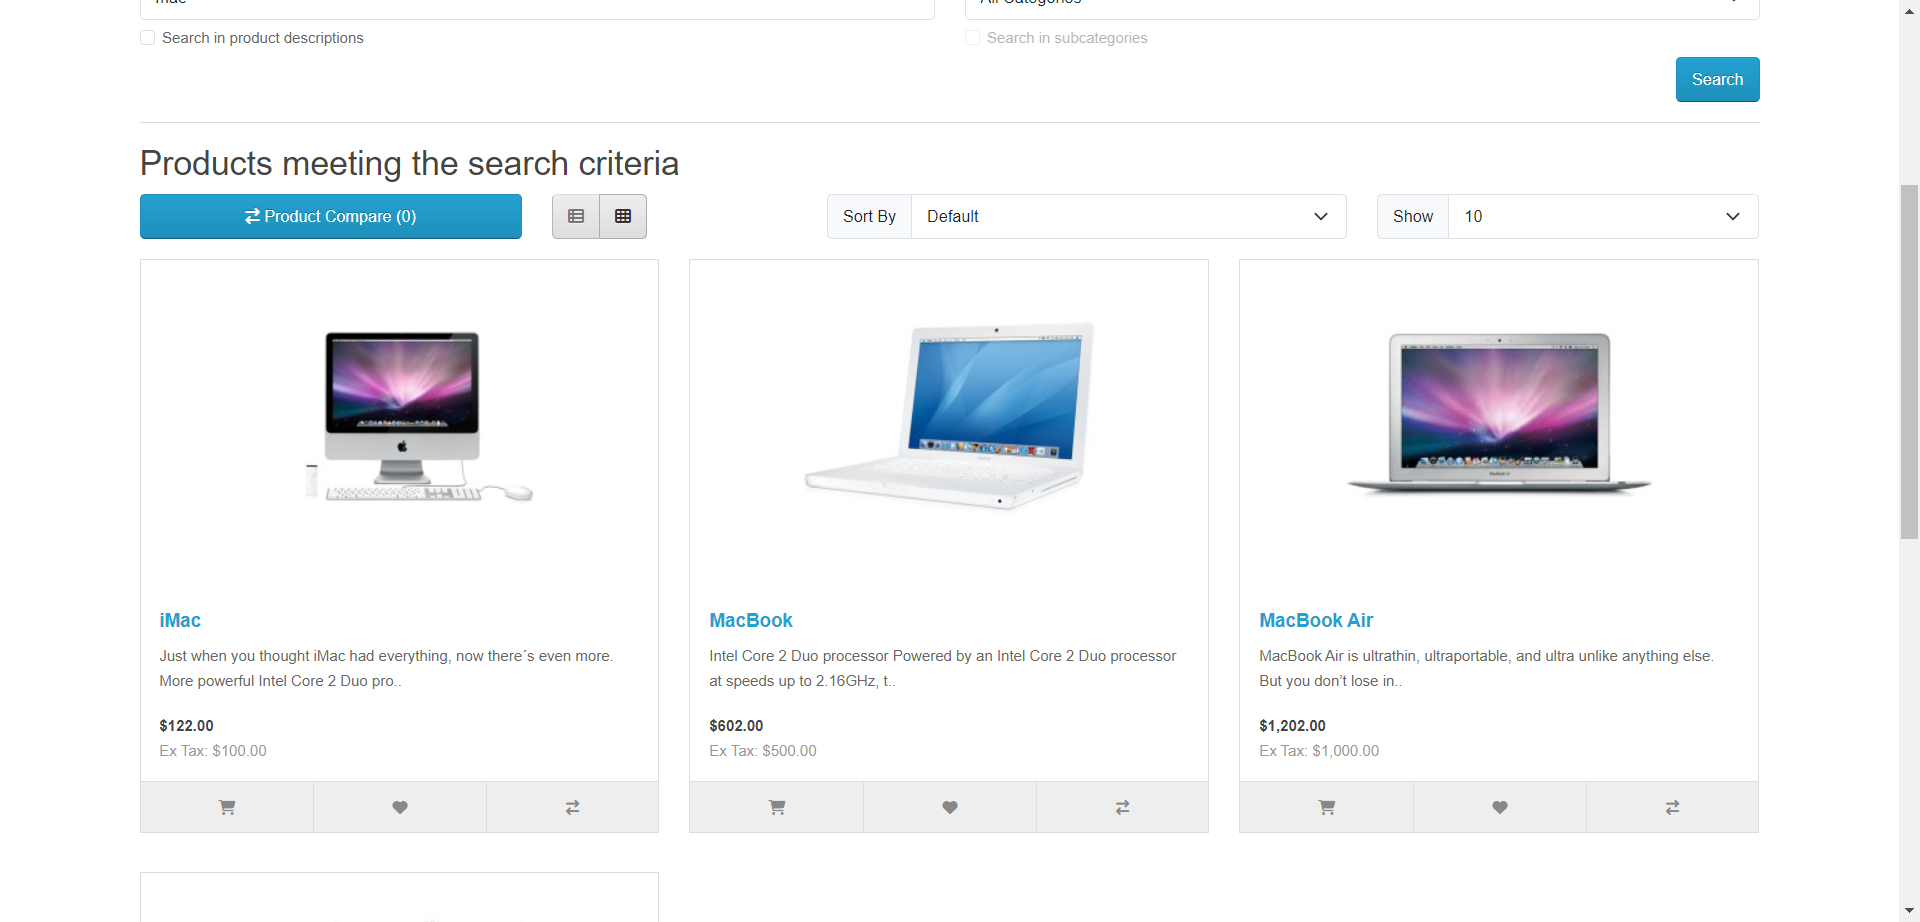 Search in product descriptions
Search in subcategories
Search
Products meeting the search criteria
Product Compare (0)
Sort By
Default
Show
10
iMac
Just when you thought iMac had everything, now there´s even more.
More powerful Intel Core 2 Duo pro..
$122.00
Ex Tax: $100.00
MacBook
Intel Core 2 Duo processor Powered by an Intel Core 2 Duo processor
at speeds up to 2.16GHz, t..
$602.00
Ex Tax: $500.00
MacBook Air
MacBook Air is ultrathin, ultraportable, and ultra unlike anything else.
But you don’t lose in..
$1,202.00
Ex Tax: $1,000.00